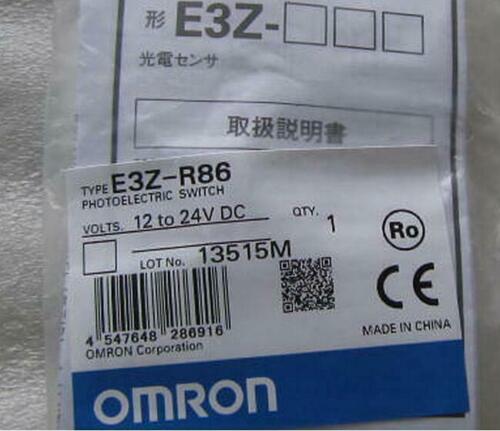 形 E3Z-□□□
光電センサ
取扱説明書
TYPE E3Z-R86
PHOTOELECTRIC SWITCH
VOLTS. 12 to 24V DC
QTY. 1
LOT No. 13515M
Ro
CE
4 547648 286916
MADE IN CHINA
OMRON Corporation
OMRON